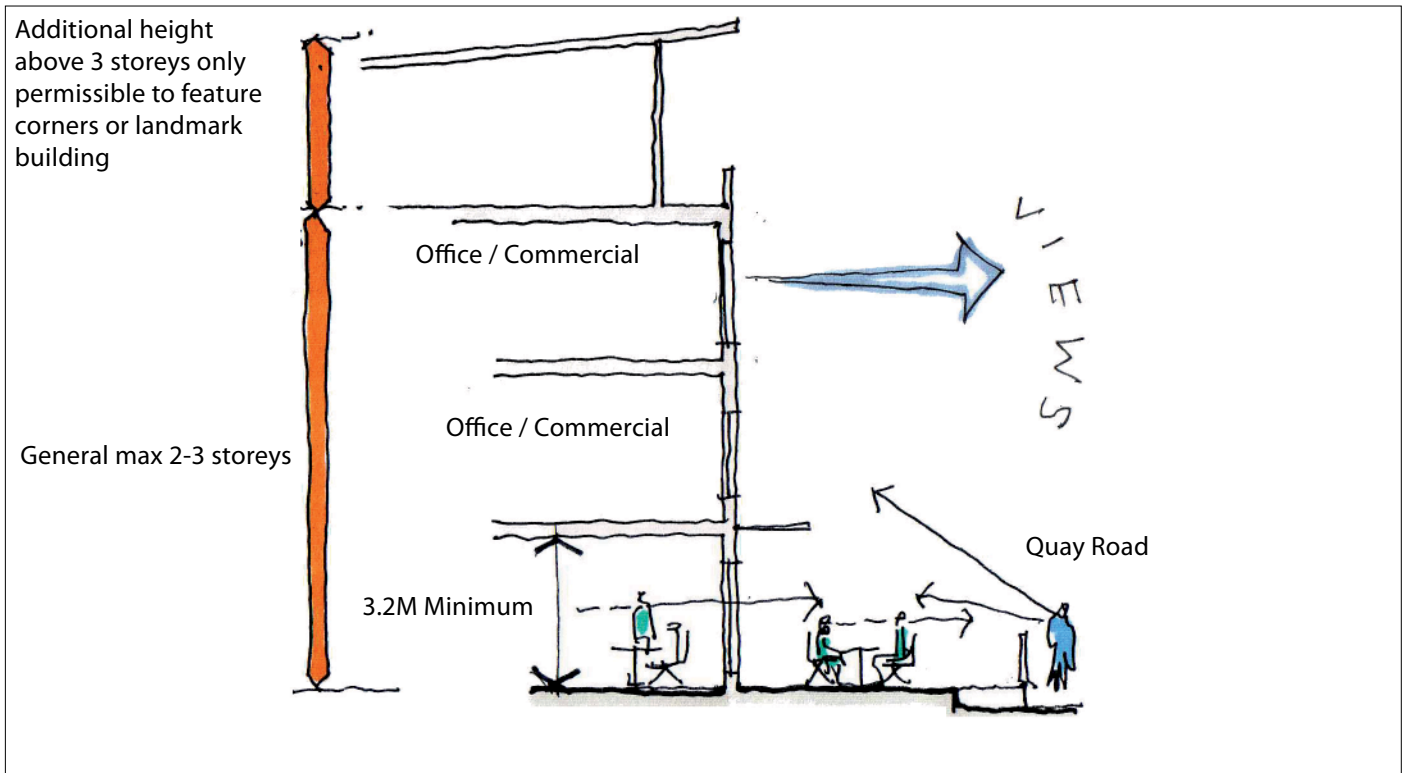 Additional height
above 3 storeys only
permissible to feature
corners or landmark
building
Office / Commercial
VIEWS
Office / Commercial
General max 2-3 storeys
Quay Road
3.2M Minimum